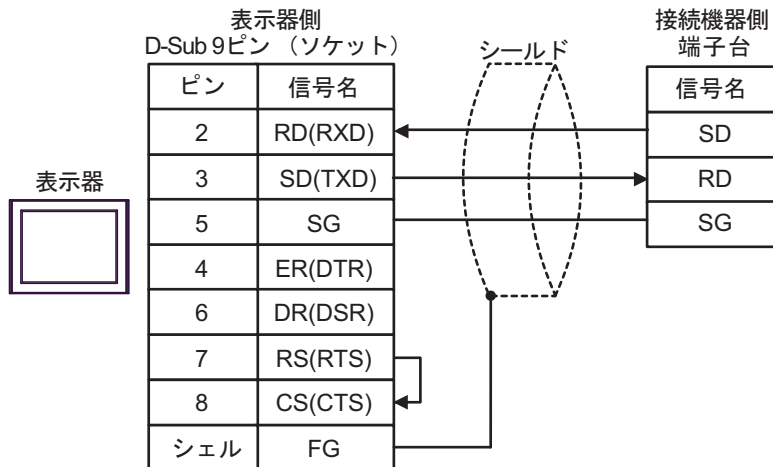 表示器側
D-Sub 9ピン （ソケット）
シールド
接続機器側
端子台
ピン 信号名
信号名
2 RD(RXD)
SD
表示器
3 SD(TXD)
RD
5 SG
SG
4 ER(DTR)
6 DR(DSR)
7 RS(RTS)
8 CS(CTS)
シェル FG